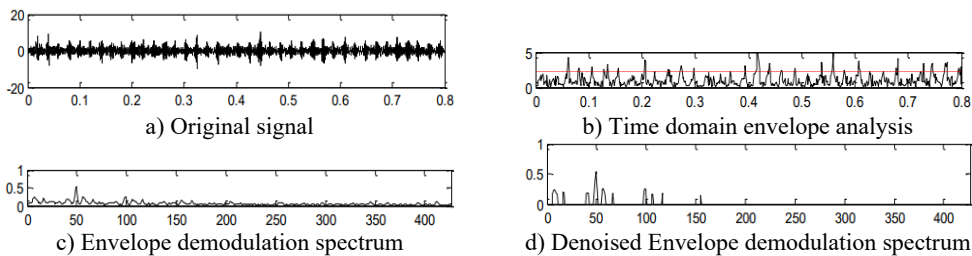 20
0
-20
0 0.1 0.2 0.3 0.4 0.5 0.6 0.7 0.8
a) Original signal
5
0
0 0.1 0.2 0.3 0.4 0.5 0.6 0.7 0.8
b) Time domain envelope analysis
1
0.5
0
0 50 100 150 200 250 300 350 400
c) Envelope demodulation spectrum
1
0.5
0
0 50 100 150 200 250 300 350 400
d) Denoised Envelope demodulation spectrum